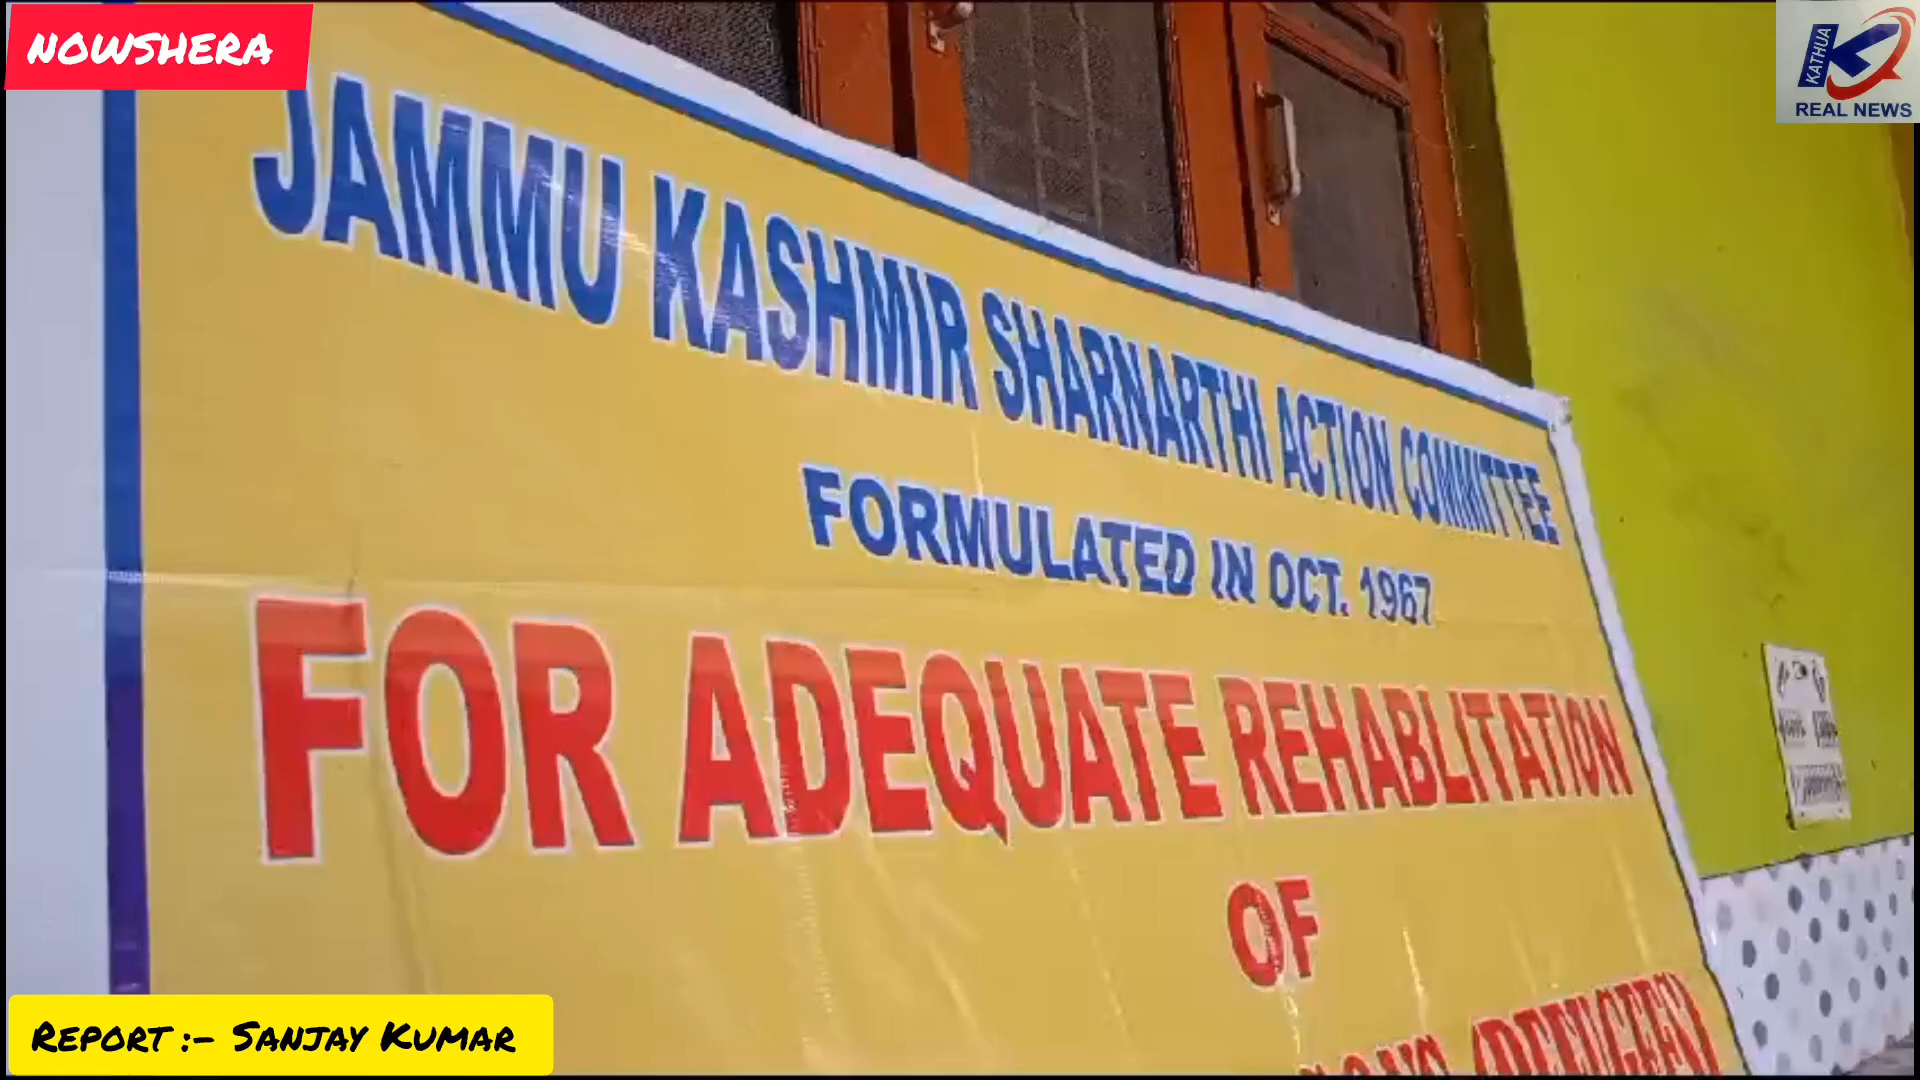 NOWSHERA
KATHUA
REAL NEWS
JAMMU KASHMIR SHARNARTHI ACTION COMMITTEE
FORMULATED IN OCT. 1967
FOR ADEQUATE REHABLITATION
OF
(REFUGEES)
REPORT :- SANJAY KUMAR